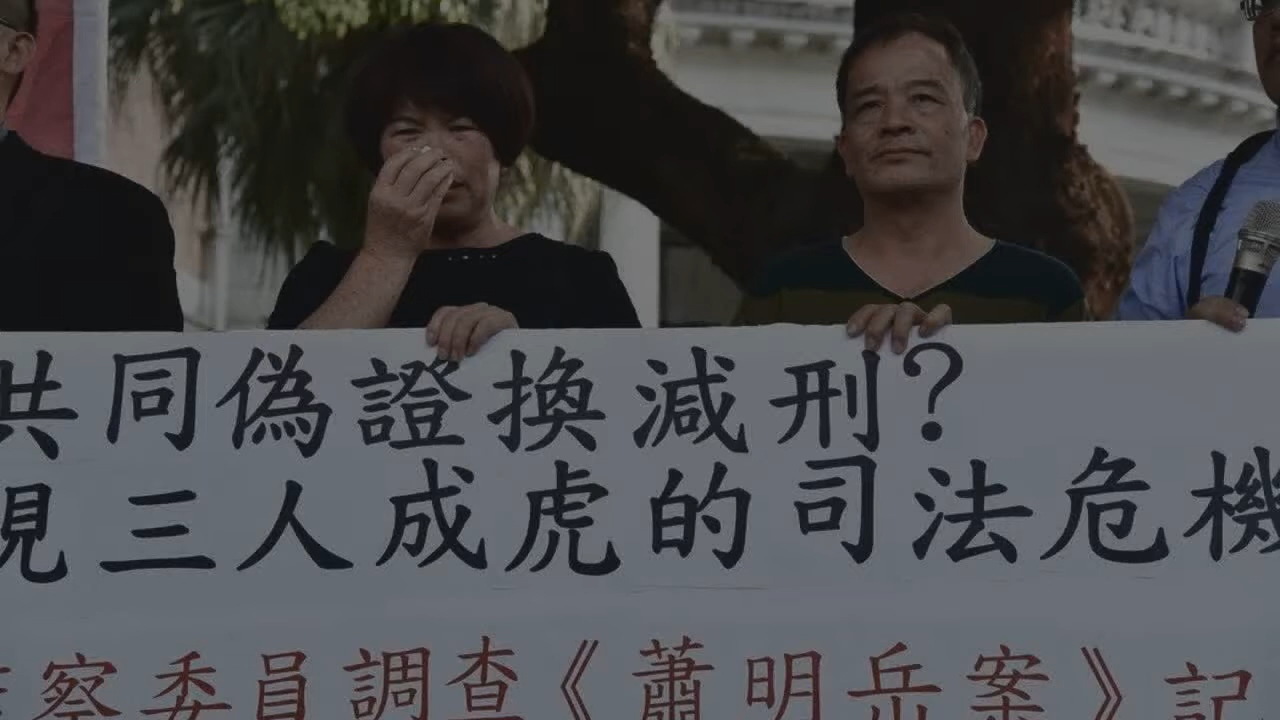 共同偽證換減刑?
視三人成虎的司法危機
察委員調查《蕭明岳案》記